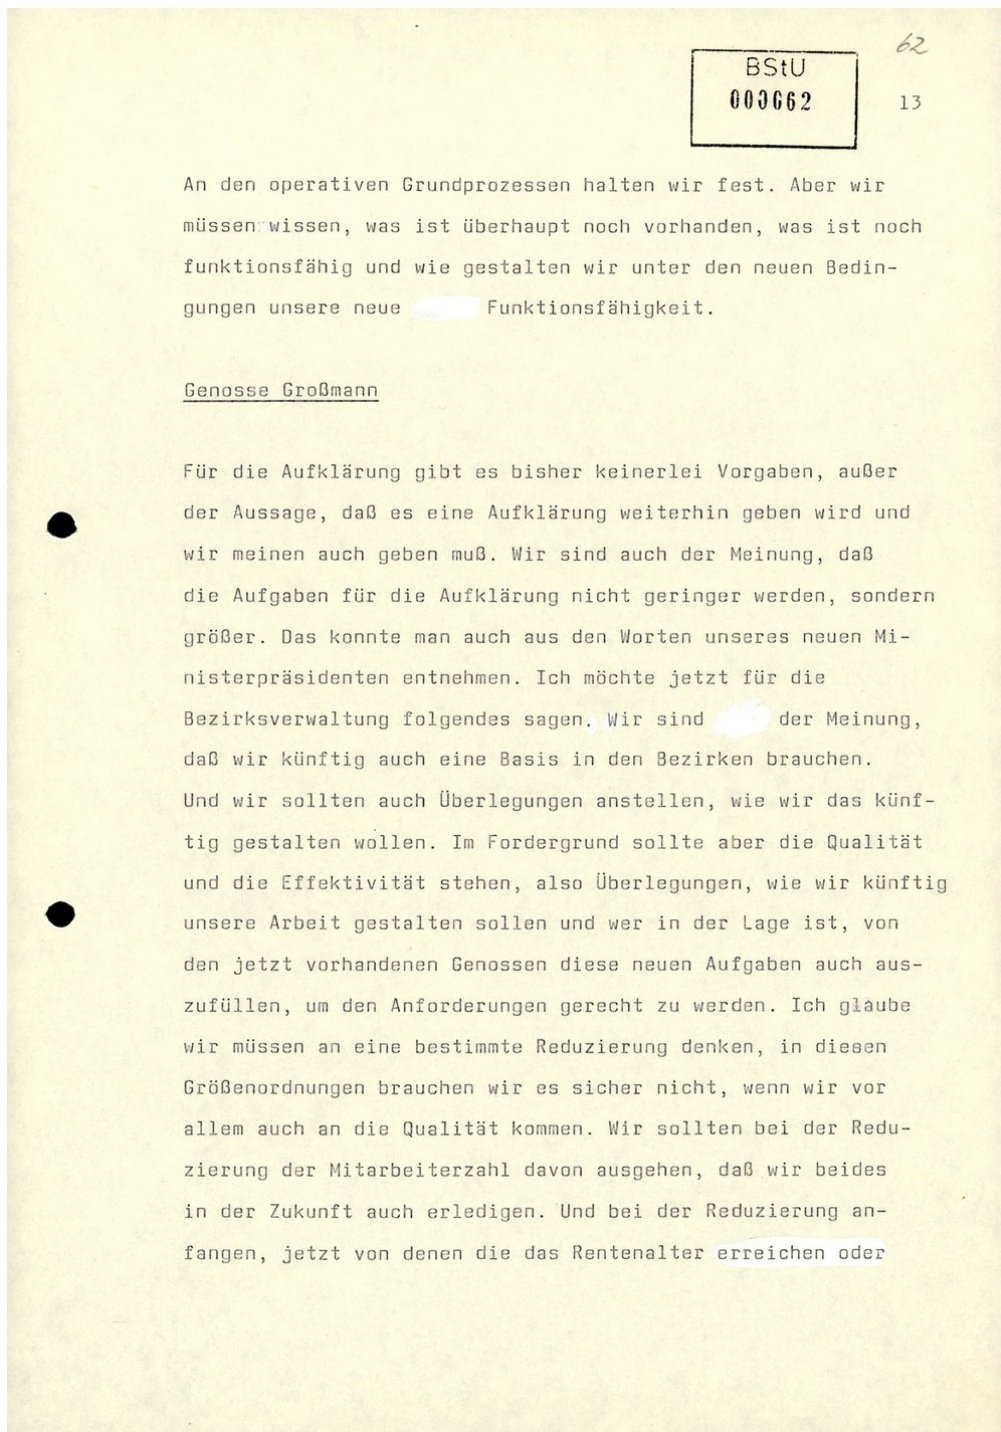 62
BStU
000062
13
An den operativen Grundprozessen halten wir fest. Aber wir
müssen wissen, was ist überhaupt noch vorhanden, was ist noch
funktionsfähig und wie gestalten wir unter den neuen Bedin-
gungen unsere neue Funktionsfähigkeit.
Genosse Großmann
Für die Aufklärung gibt es bisher keinerlei Vorgaben, außer
der Aussage, daß es eine Aufklärung weiterhin geben wird und
wir meinen auch geben muß. Wir sind auch der Meinung, daß
die Aufgaben für die Aufklärung nicht geringer werden, sondern
größer. Das konnte man auch aus den Worten unseres neuen Mi-
nisterpräsidenten entnehmen. Ich möchte jetzt für die
Bezirksverwaltung folgendes sagen. Wir sind der Meinung,
daß wir künftig auch eine Basis in den Bezirken brauchen.
Und wir sollten auch Überlegungen anstellen, wie wir das künf-
tig gestalten wollen. Im Fordergrund sollte aber die Qualität
und die Effektivität stehen, also Überlegungen, wie wir künftig
unsere Arbeit gestalten sollen und wer in der Lage ist, von
den jetzt vorhandenen Genossen diese neuen Aufgaben auch aus-
zufüllen, um den Anforderungen gerecht zu werden. Ich glaube
wir müssen an eine bestimmte Reduzierung denken, in diesen
Größenordnungen brauchen wir es sicher nicht, wenn wir vor
allem auch an die Qualität kommen. Wir sollten bei der Redu-
zierung der Mitarbeiterzahl davon ausgehen, daß wir beides
in der Zukunft auch erledigen. Und bei der Reduzierung an-
fangen, jetzt von denen die das Rentenalter erreichen oder